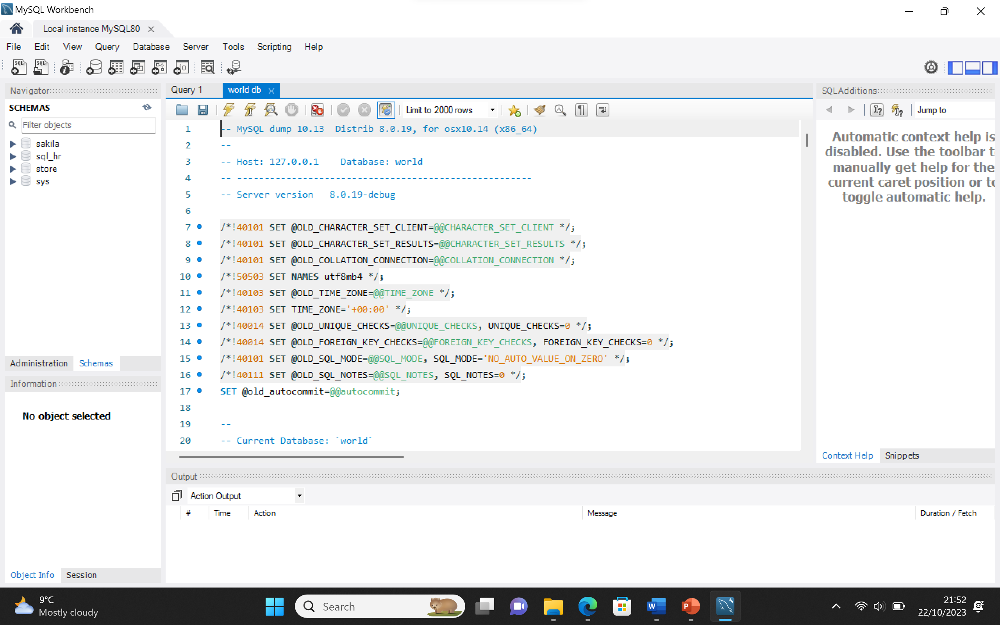 MySQL Workbench
Local instance MySQL80
File Edit View Query Database Server Tools Scripting Help
Navigator
SCHEMAS
Filter objects
sakila
sql_hr
store
sys
Administration Schemas
Information
No object selected
Object Info Session
Query 1 world db
Limit to 2000 rows
1 -- MySQL dump 10.13  Distrib 8.0.19, for osx10.14 (x86_64)
2 --
3 -- Host: 127.0.0.1    Database: world
4 -- ------------------------------------------------------
5 -- Server version   8.0.19-debug
6
7 /*!40101 SET @OLD_CHARACTER_SET_CLIENT=@@CHARACTER_SET_CLIENT */;
8 /*!40101 SET @OLD_CHARACTER_SET_RESULTS=@@CHARACTER_SET_RESULTS */;
9 /*!40101 SET @OLD_COLLATION_CONNECTION=@@COLLATION_CONNECTION */;
10 /*!50503 SET NAMES utf8mb4 */;
11 /*!40103 SET @OLD_TIME_ZONE=@@TIME_ZONE */;
12 /*!40103 SET TIME_ZONE='+00:00' */;
13 /*!40014 SET @OLD_UNIQUE_CHECKS=@@UNIQUE_CHECKS, UNIQUE_CHECKS=0 */;
14 /*!40014 SET @OLD_FOREIGN_KEY_CHECKS=@@FOREIGN_KEY_CHECKS, FOREIGN_KEY_CHECKS=0 */;
15 /*!40101 SET @OLD_SQL_MODE=@@SQL_MODE, SQL_MODE='NO_AUTO_VALUE_ON_ZERO' */;
16 /*!40111 SET @OLD_SQL_NOTES=@@SQL_NOTES, SQL_NOTES=0 */;
17 SET @old_autocommit=@@autocommit;
18
19 --
20 -- Current Database: `world`
SQLAdditions
Jump to
Automatic context help is
disabled. Use the toolbar t
manually get help for the
current caret position or to
toggle automatic help.
Context Help Snippets
Output
Action Output
# Time Action Message Duration / Fetch
9°C
Mostly cloudy
Search
21:52
22/10/2023